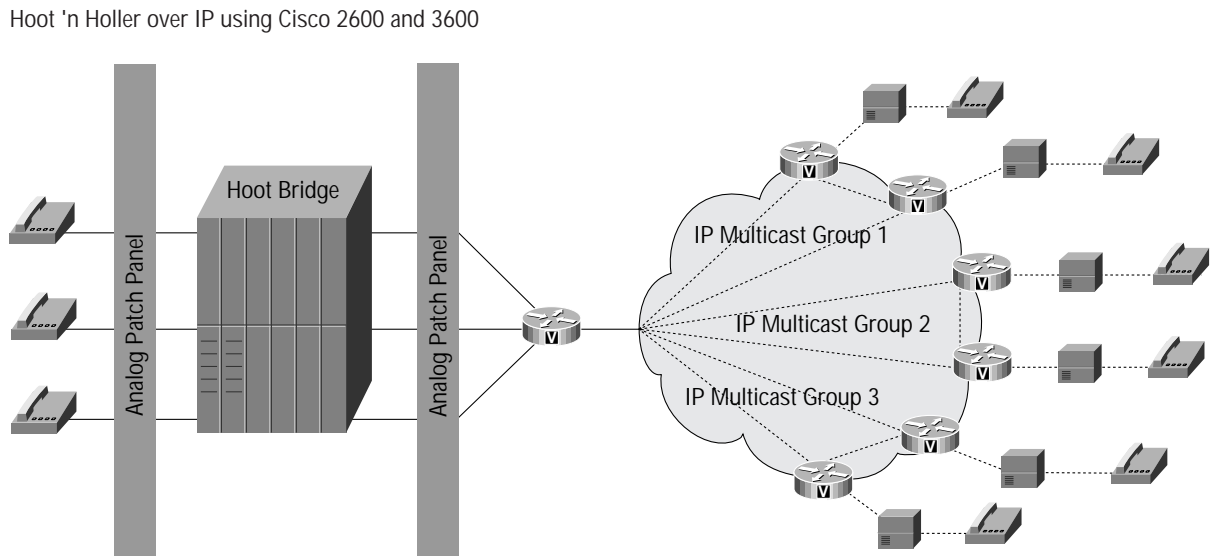 Hoot 'n Holler over IP using Cisco 2600 and 3600
Analog Patch Panel
Hoot Bridge
Analog Patch Panel
V
IP Multicast Group 1
IP Multicast Group 2
IP Multicast Group 3
V
V
V
V
V
V